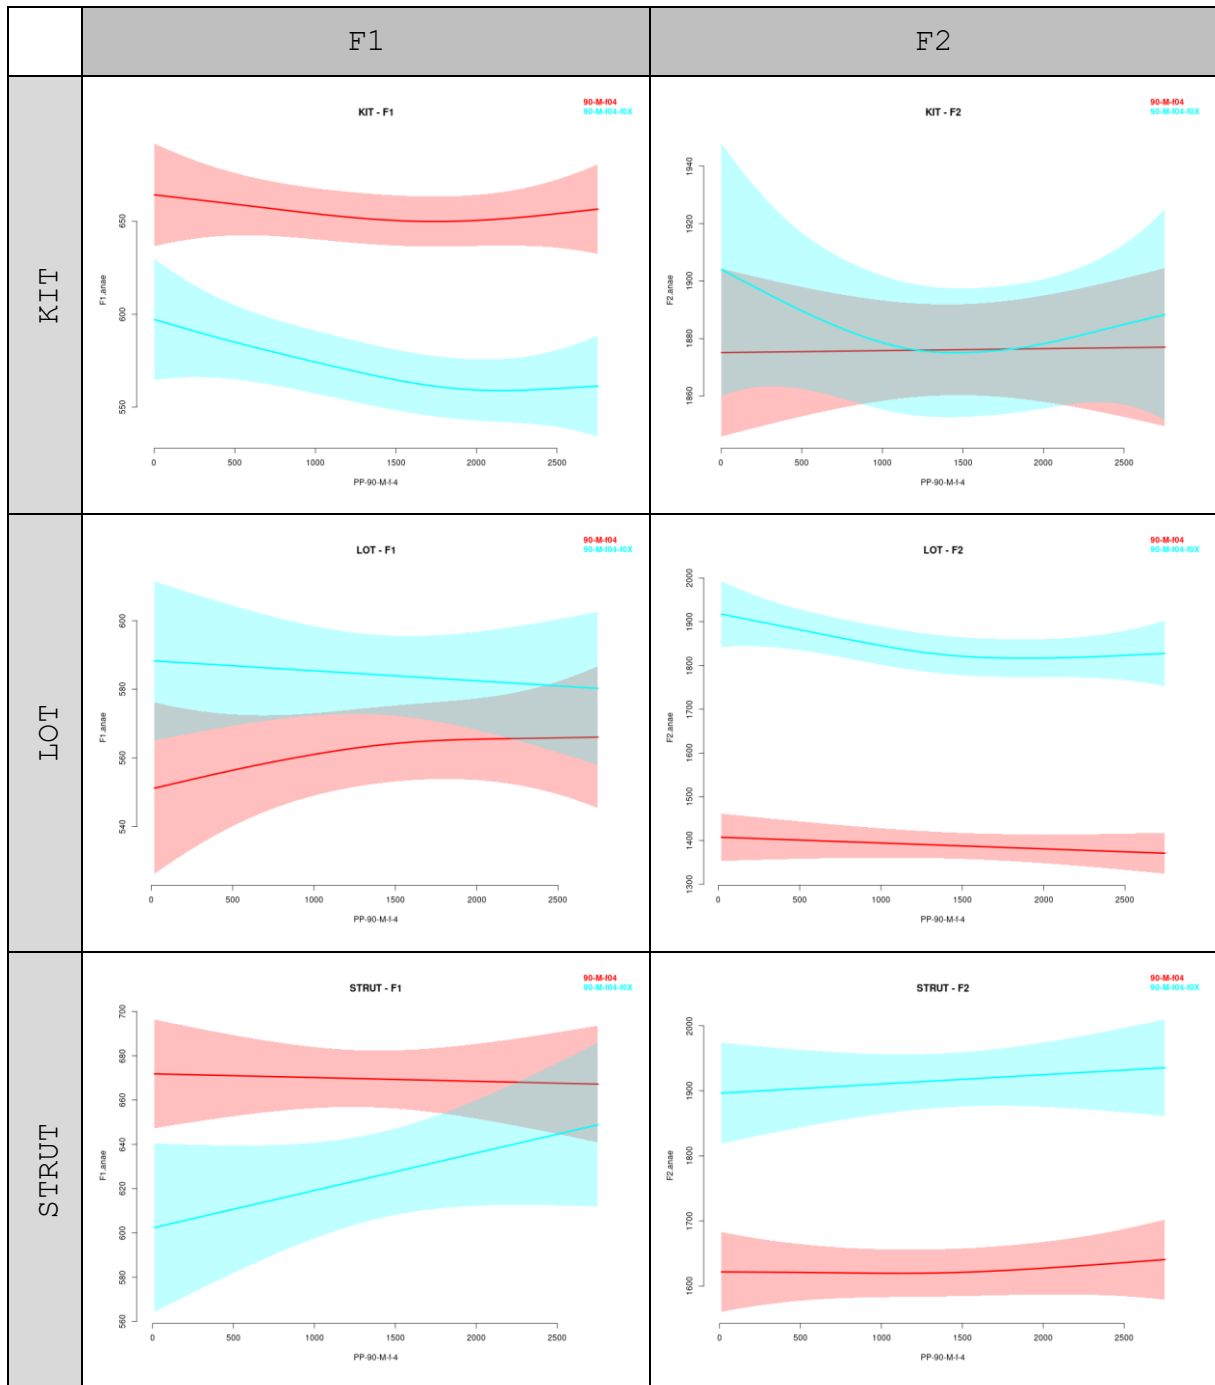 F1
F2
KIT
KIT - F1
90-M-f04
90-M-f04-f0X
F1.anae
650
600
550
0 500 1000 1500 2000 2500
PP-90-M-f-4
KIT - F2
90-M-f04
90-M-f04-f0X
F2.anae
1940
1920
1900
1880
1860
0 500 1000 1500 2000 2500
PP-90-M-f-4
LOT
LOT - F1
90-M-f04
90-M-f04-f0X
F1.anae
600
580
560
540
0 500 1000 1500 2000 2500
PP-90-M-f-4
LOT - F2
90-M-f04
90-M-f04-f0X
F2.anae
2000
1900
1800
1700
1600
1500
1400
1300
0 500 1000 1500 2000 2500
PP-90-M-f-4
STRUT
STRUT - F1
90-M-f04
90-M-f04-f0X
F1.anae
700
680
660
640
620
600
580
560
0 500 1000 1500 2000 2500
PP-90-M-f-4
STRUT - F2
90-M-f04
90-M-f04-f0X
F2.anae
2000
1900
1800
1700
1600
0 500 1000 1500 2000 2500
PP-90-M-f-4